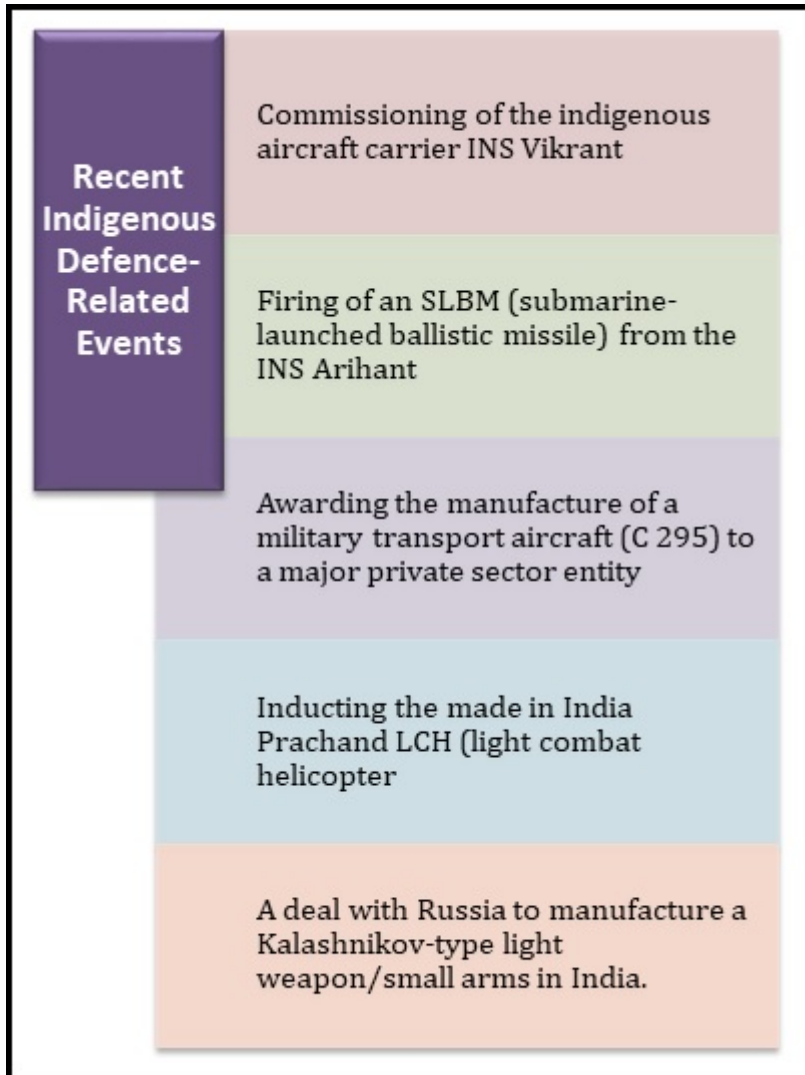 Recent
Indigenous
Defence-
Related
Events
Commissioning of the indigenous
aircraft carrier INS Vikrant
Firing of an SLBM (submarine-
launched ballistic missile) from the
INS Arihant
Awarding the manufacture of a
military transport aircraft (C 295) to
a major private sector entity
Inducting the made in India
Prachand LCH (light combat
helicopter
A deal with Russia to manufacture a
Kalashnikov-type light
weapon/small arms in India.